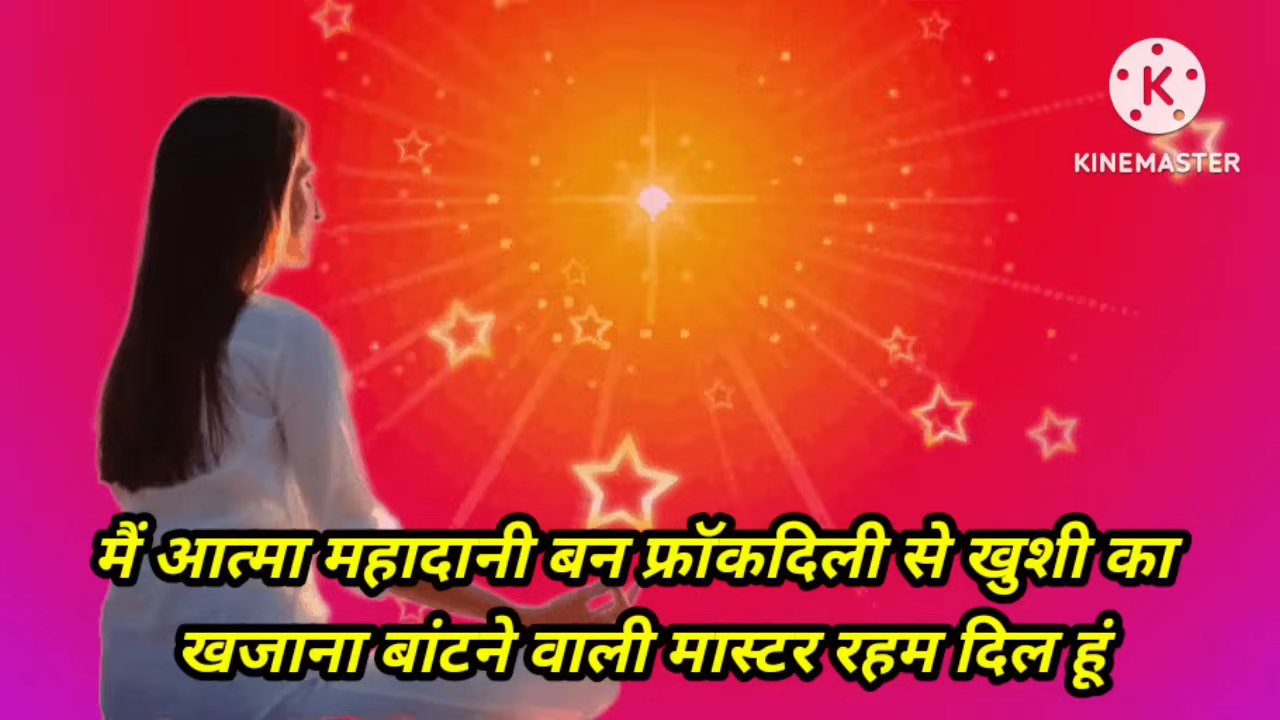 K
KINEMASTER
मैं आत्मा महादानी बन फ्रॉकदिली से खुशी का
खजाना बांटने वाली मास्टर रहम दिल हूं